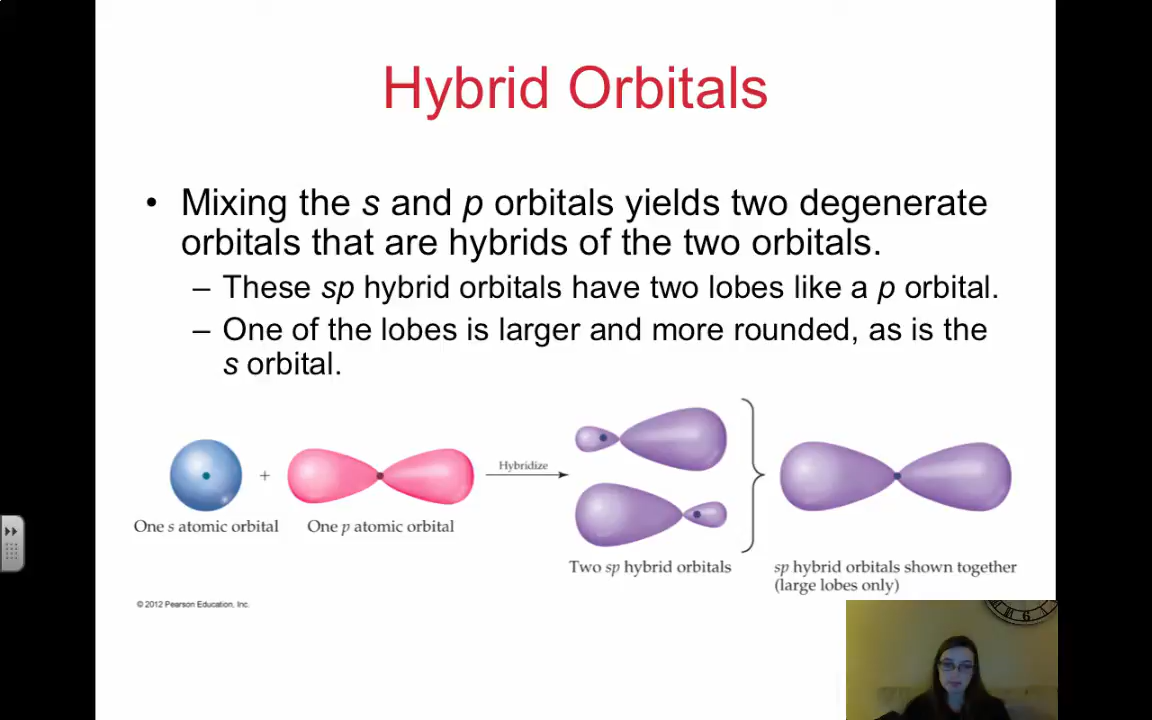 Hybrid Orbitals
• Mixing the s and p orbitals yields two degenerate
orbitals that are hybrids of the two orbitals.
– These sp hybrid orbitals have two lobes like a p orbital.
– One of the lobes is larger and more rounded, as is the
s orbital.
+
Hybridize
One s atomic orbital
One p atomic orbital
Two sp hybrid orbitals
sp hybrid orbitals shown together
(large lobes only)
© 2012 Pearson Education, Inc.